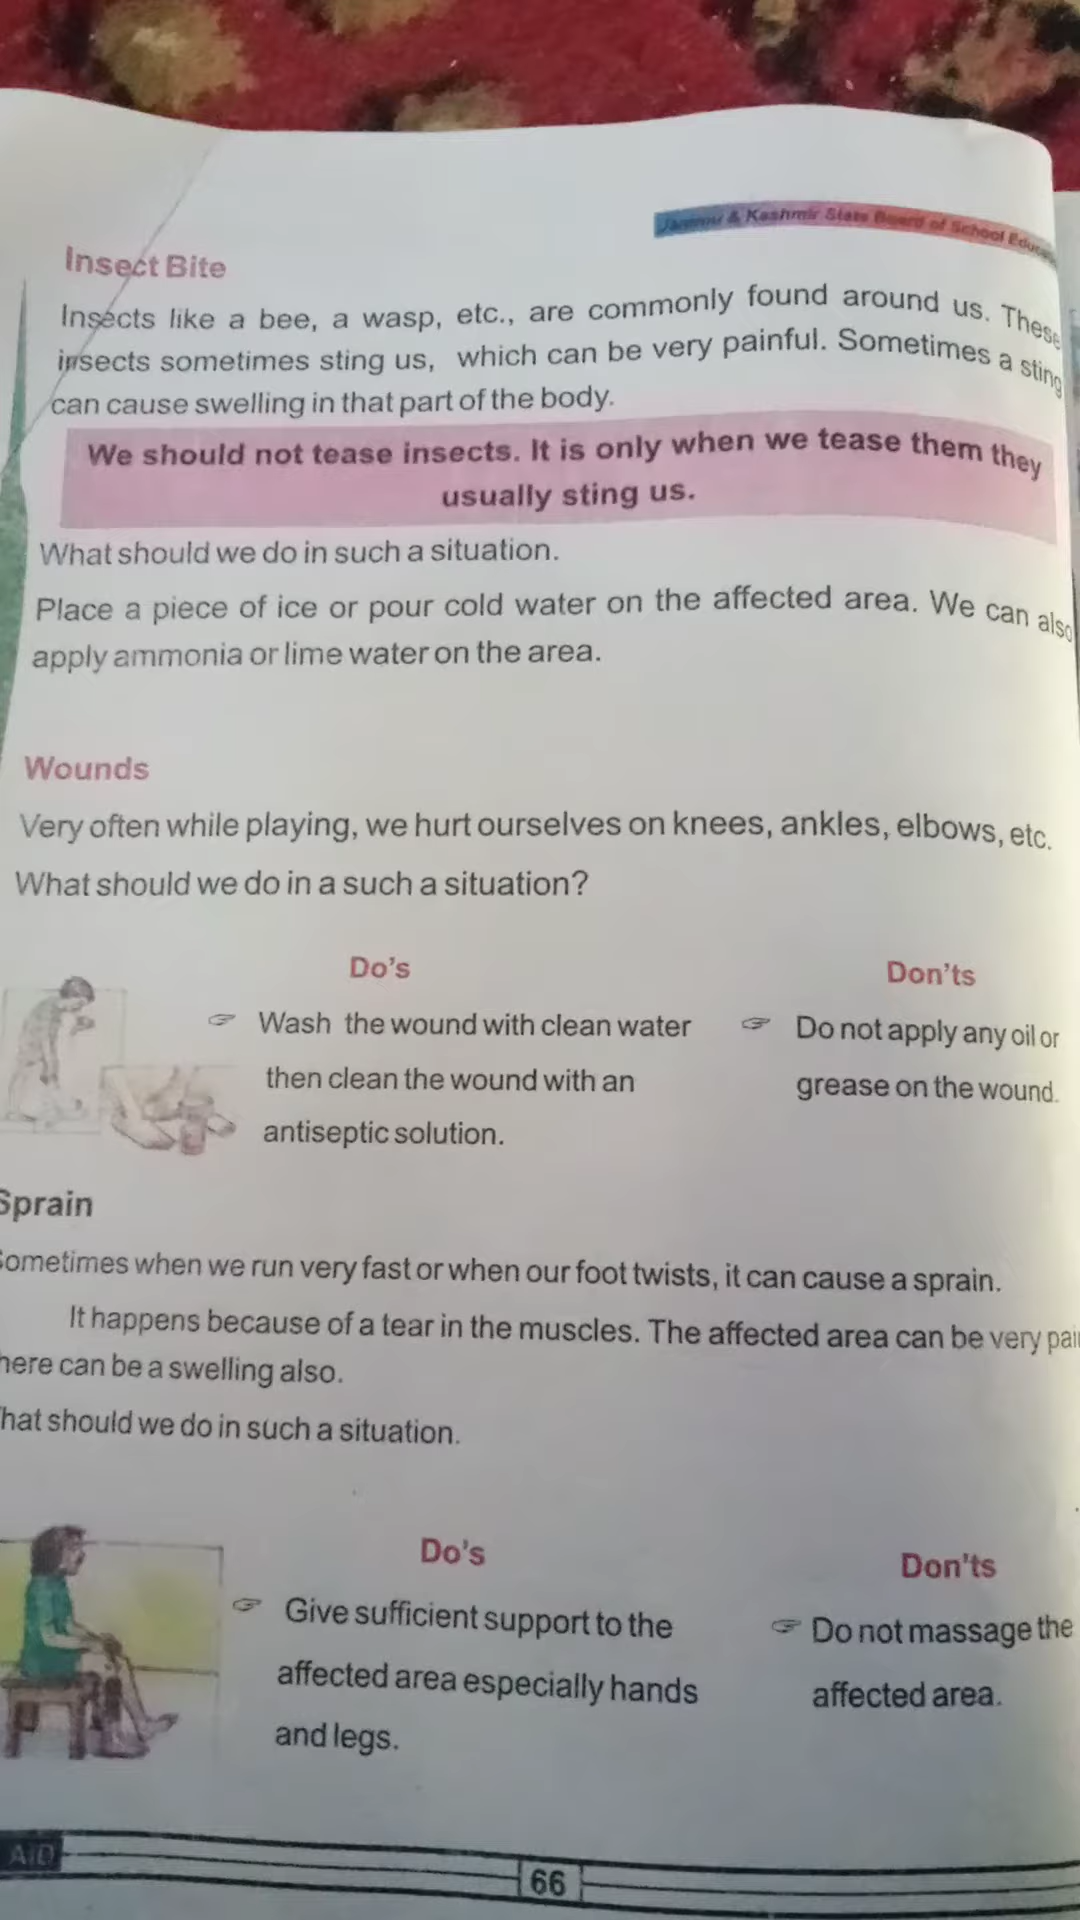 Jammu & Kashmir State Board of School
Insect Bite
Insects like a bee, a wasp, etc., are commonly found around us. These
insects sometimes sting us, which can be very painful. Sometimes a sting
can cause swelling in that part of the body.
We should not tease insects. It is only when we tease them they
usually sting us.
What should we do in such a situation.
Place a piece of ice or pour cold water on the affected area. We can also
apply ammonia or lime water on the area.
Wounds
Very often while playing, we hurt ourselves on knees, ankles, elbows, etc.
What should we do in a such a situation?
Do's
Wash the wound with clean water
then clean the wound with an
antiseptic solution.
Don'ts
Do not apply any oil or
grease on the wound.
Sprain
Sometimes when we run very fast or when our foot twists, it can cause a sprain.
It happens because of a tear in the muscles. The affected area can be very
here can be a swelling also.
hat should we do in such a situation.
Do's
Give sufficient support to the
affected area especially hands
and legs.
Don'ts
Do not massage the
affected area.
AID
66